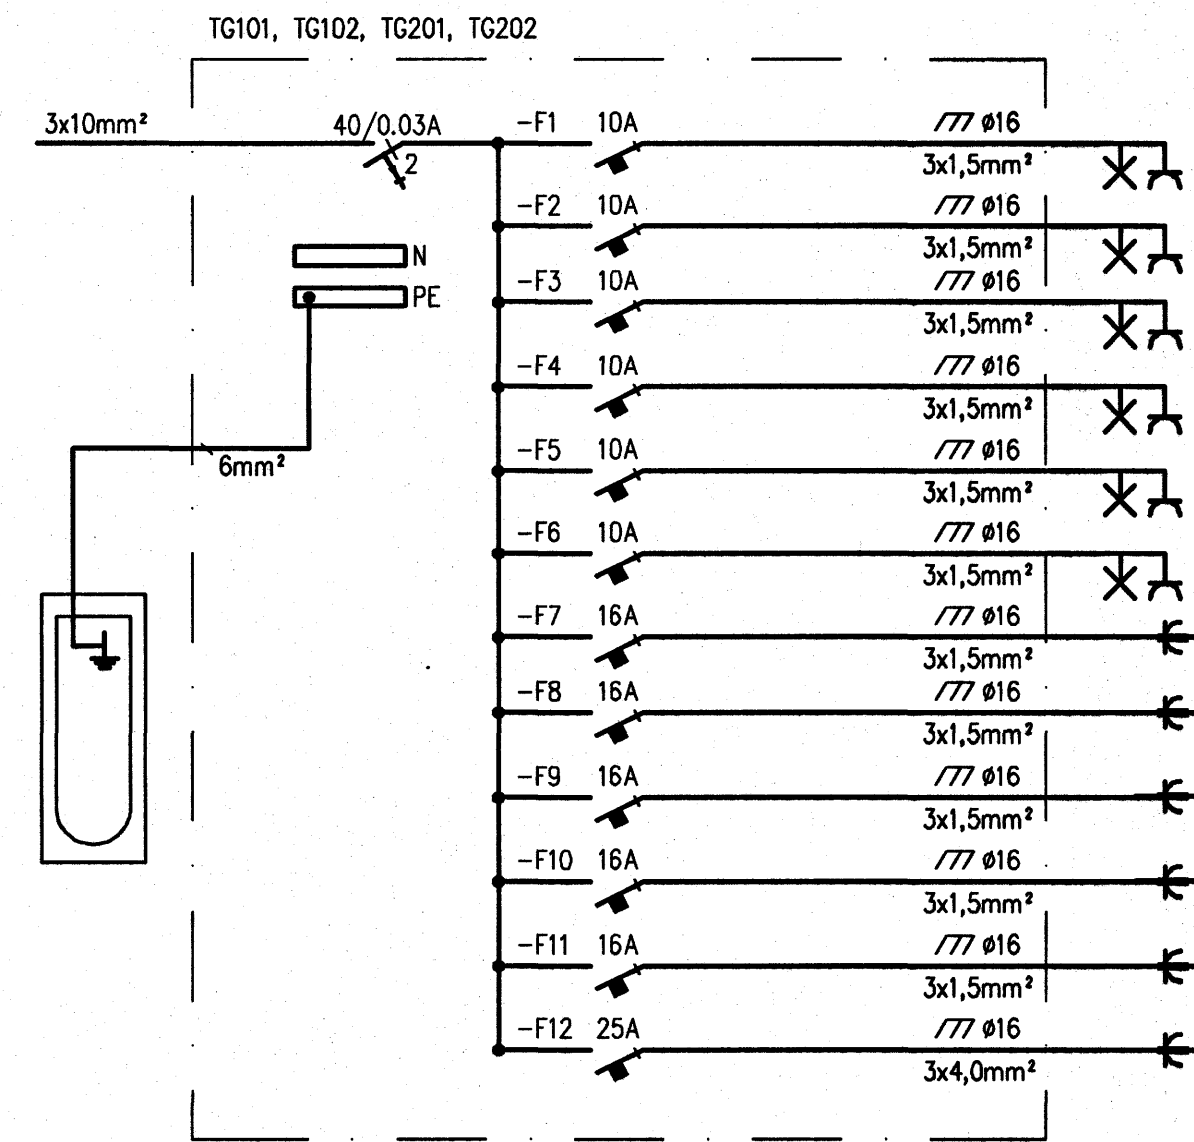 TG101, TG102, TG201, TG202
3x10mm²
40/0.03A
2
N
PE
6mm²
-F1 10A ø16
3x1,5mm²
-F2 10A ø16
3x1,5mm²
-F3 10A ø16
3x1,5mm²
-F4 10A ø16
3x1,5mm²
-F5 10A ø16
3x1,5mm²
-F6 10A ø16
3x1,5mm²
-F7 16A ø16
3x1,5mm²
-F8 16A ø16
3x1,5mm²
-F9 16A ø16
3x1,5mm²
-F10 16A ø16
3x1,5mm²
-F11 16A ø16
3x1,5mm²
-F12 25A ø16
3x4,0mm²